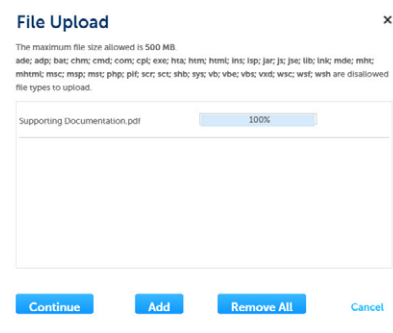 File Upload
×
The maximum file size allowed is 500 MB.
ade; adp; bat; chm; cmd; com; cpl; exe; hta; htm; html; ins; isp; jar; js; jse; lib; lnk; mde; mht;
mhtml; msc; msp; mst; php; pif; scr; sct; shb; sys; vb; vbe; vbs; vxd; wsc; wsf; wsh are disallowed
file types to upload.
Supporting Documentation.pdf 100%
Continue Add Remove All Cancel